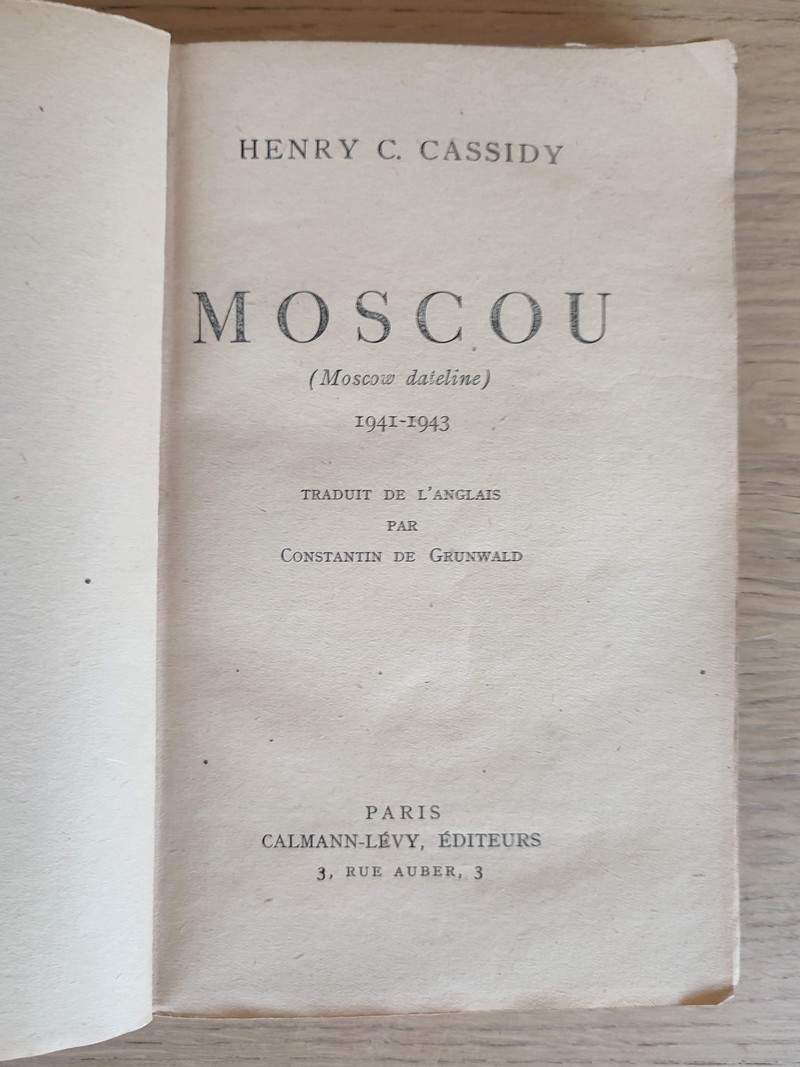 HENRY C. CASSIDY
MOSCOU
(Moscow dateline)
1941-1943
TRADUIT DE L'ANGLAIS
PAR
CONSTANTIN DE GRUNWALD
PARIS
CALMANN-LÉVY, ÉDITEURS
3, RUE AUBER, 3